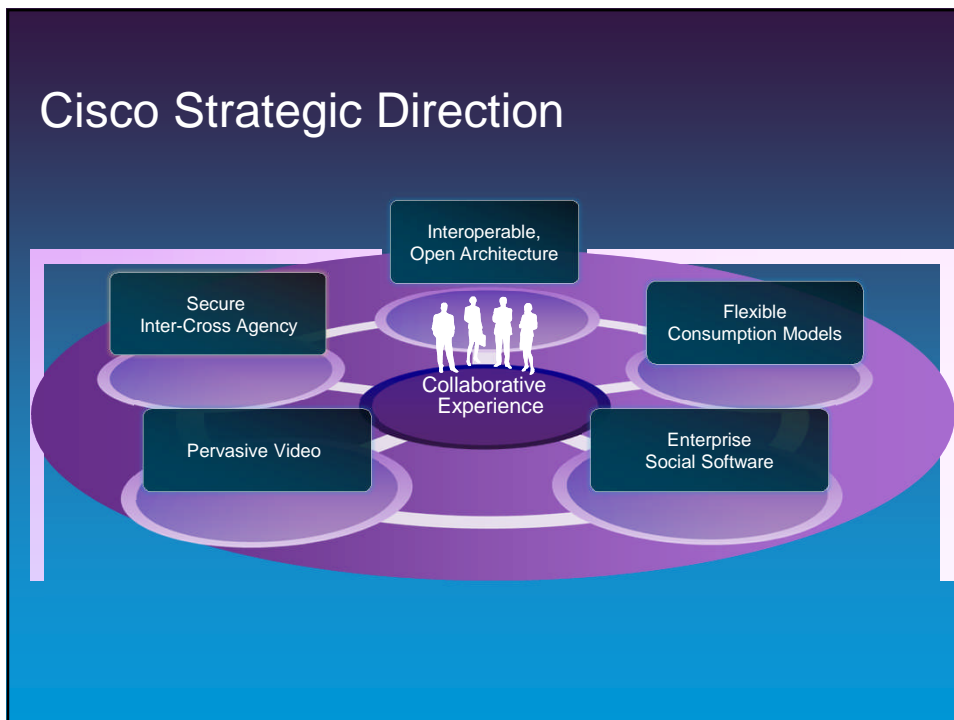 Cisco Strategic Direction
Interoperable,
Open Architecture
Secure
Inter-Cross Agency
Flexible
Consumption Models
Collaborative
Experience
Pervasive Video
Enterprise
Social Software